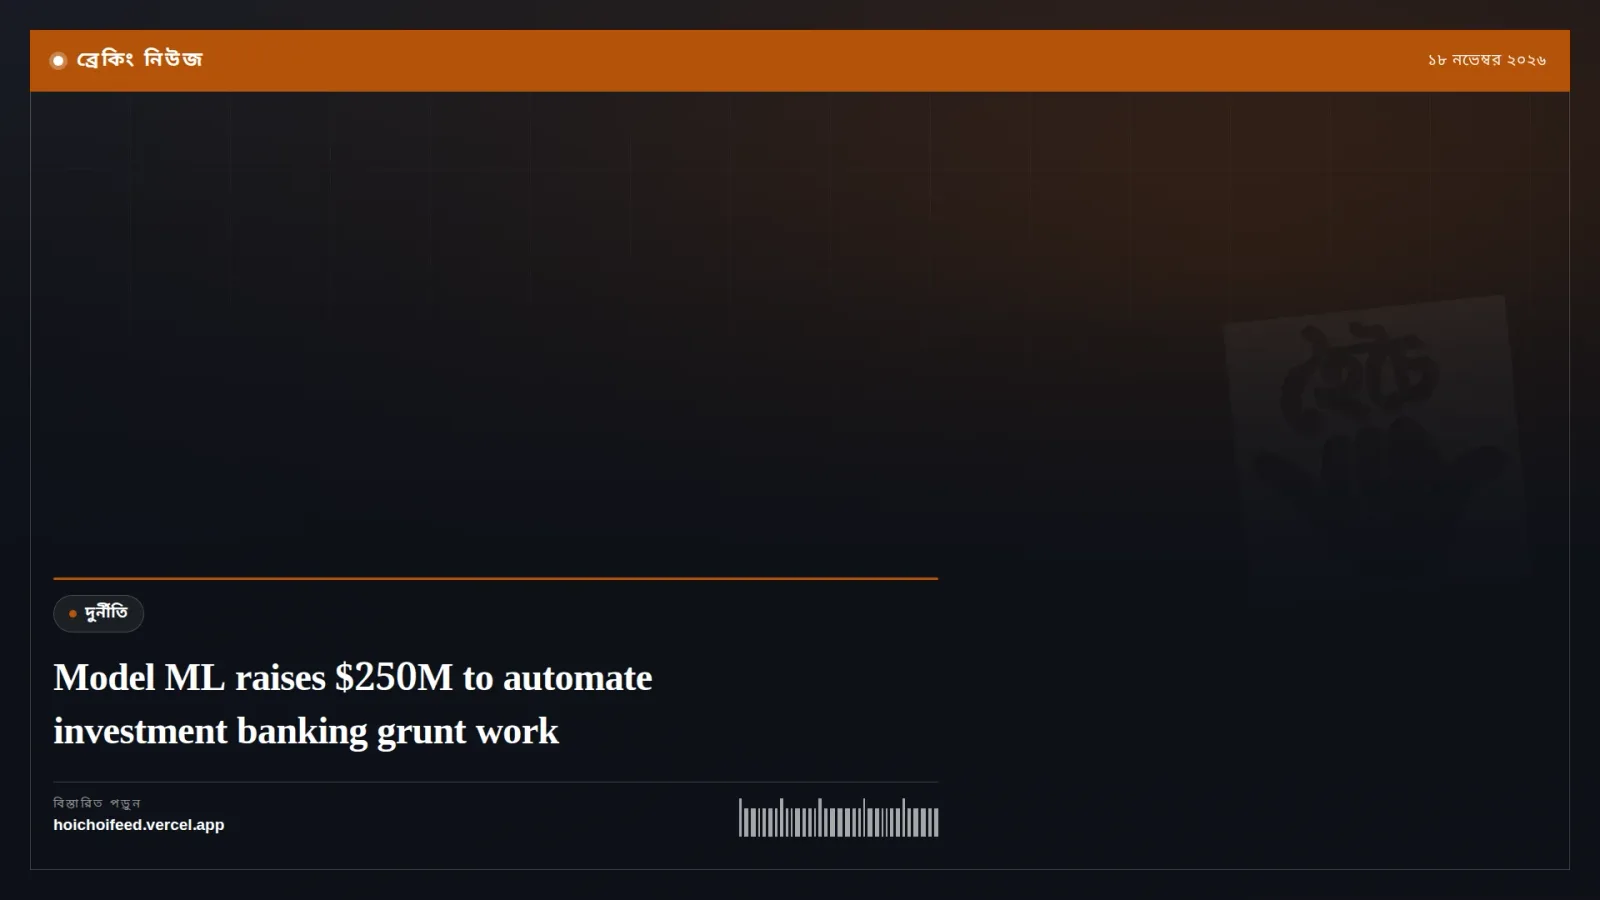 ব্রেকিং নিউজ
১৮ নভেম্বর ২০২৬
হৈচৈ
দুর্নীতি
Model ML raises $250M to automate
investment banking grunt work
বিস্তারিত পড়ুন
hoichoifeed.vercel.app